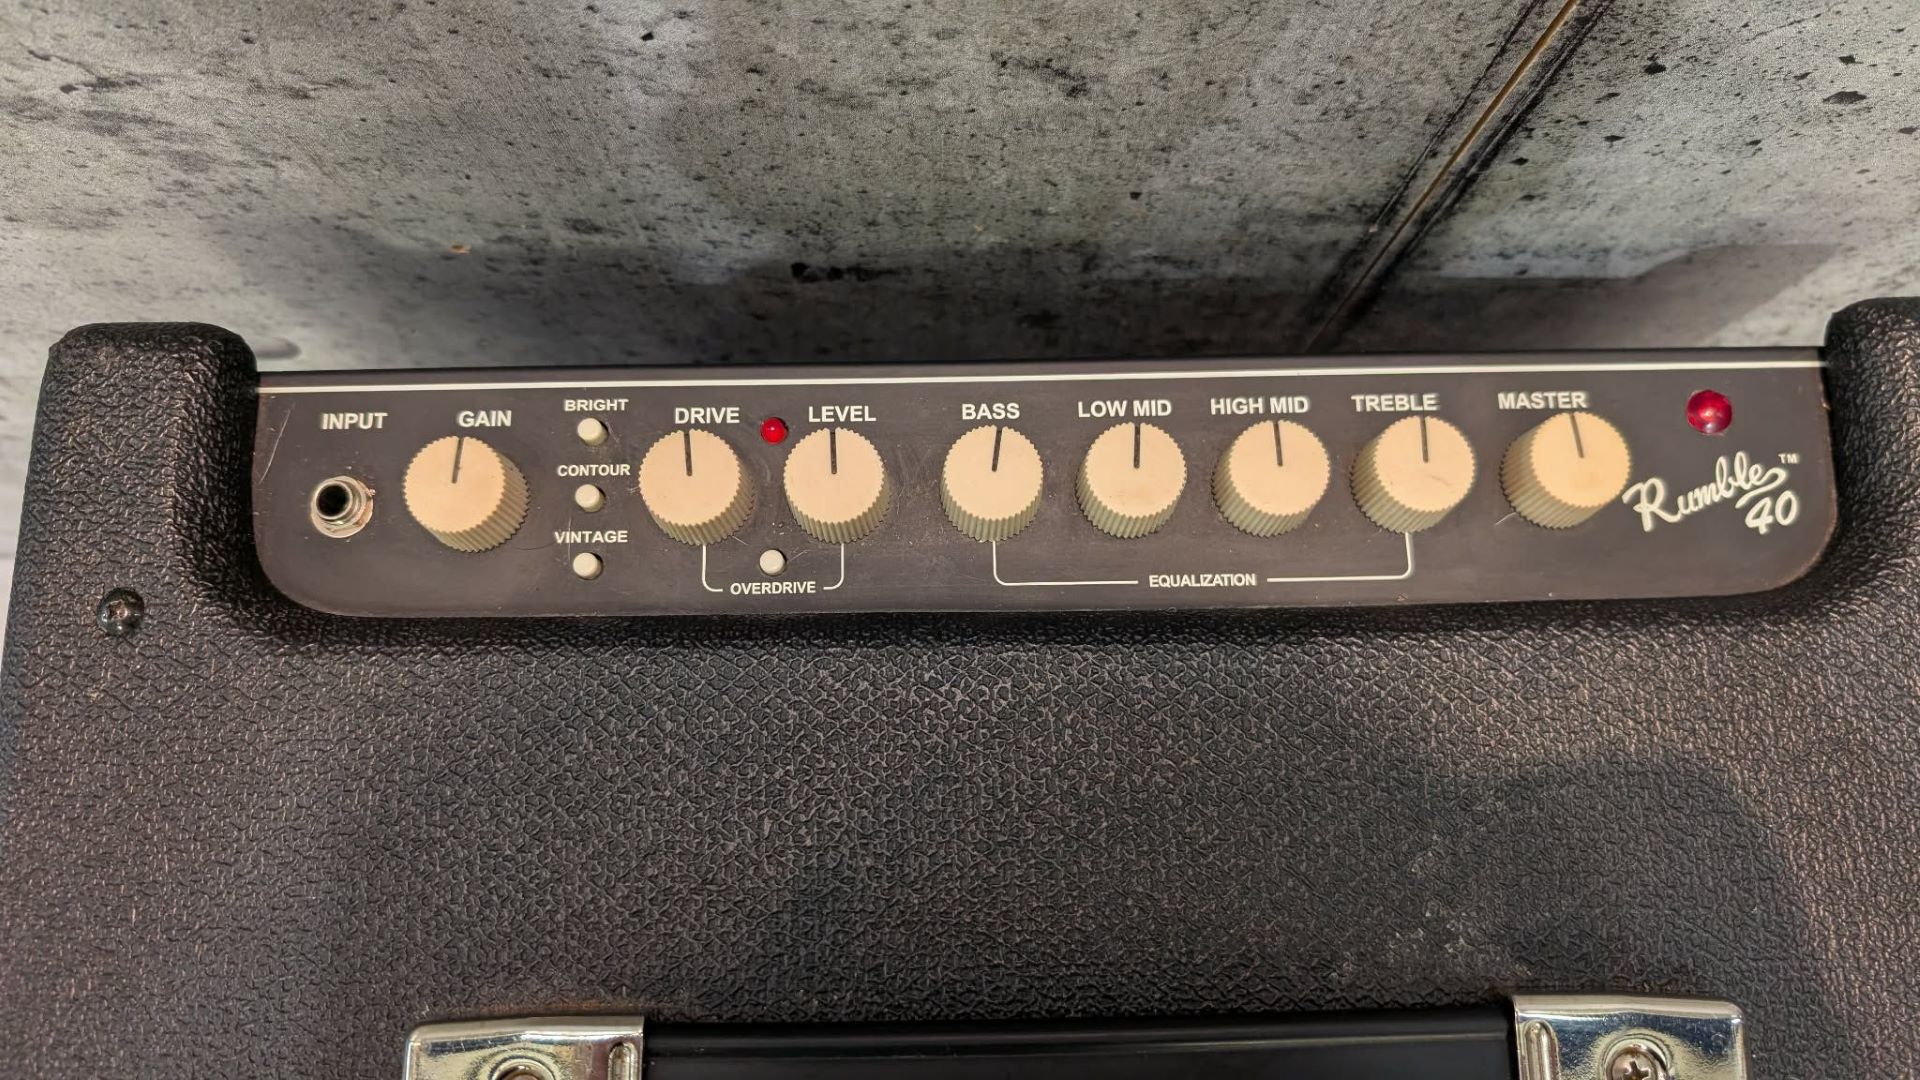 INPUT
GAIN
BRIGHT
CONTOUR
VINTAGE
DRIVE
LEVEL
OVERDRIVE
BASS
LOW MID
HIGH MID
TREBLE
EQUALIZATION
MASTER
Rumble™
40